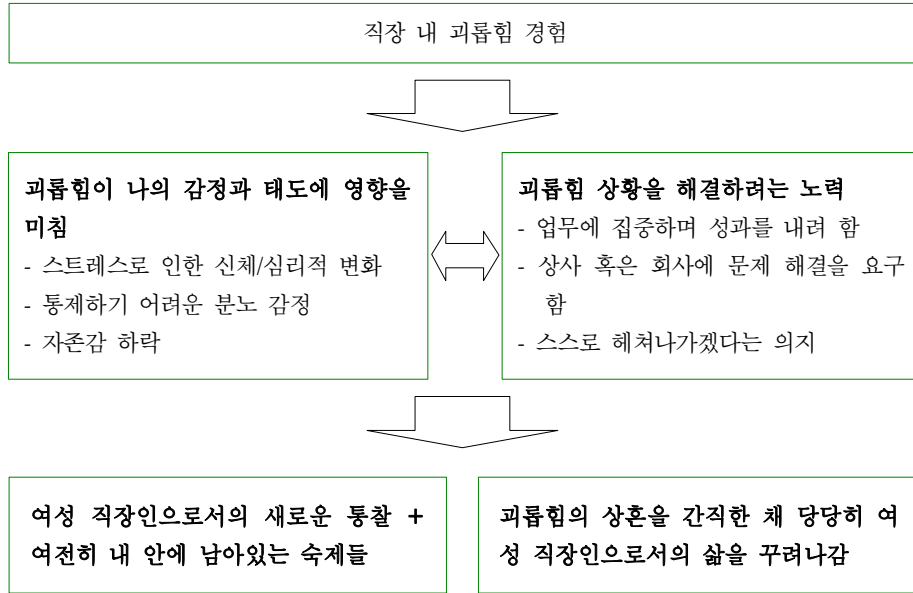 직장 내 괴롭힘 경험
괴롭힘이 나의 감정과 태도에 영향을
미침
- 스트레스로 인한 신체/심리적 변화
- 통제하기 어려운 분노 감정
- 자존감 하락
괴롭힘 상황을 해결하려는 노력
- 업무에 집중하며 성과를 내려 함
- 상사 혹은 회사에 문제 해결을 요구
함
- 스스로 헤쳐나가겠다는 의지
여성 직장인으로서의 새로운 통찰 +
여전히 내 안에 남아있는 숙제들
괴롭힘의 상흔을 간직한 채 당당히 여
성 직장인으로서의 삶을 꾸려나감